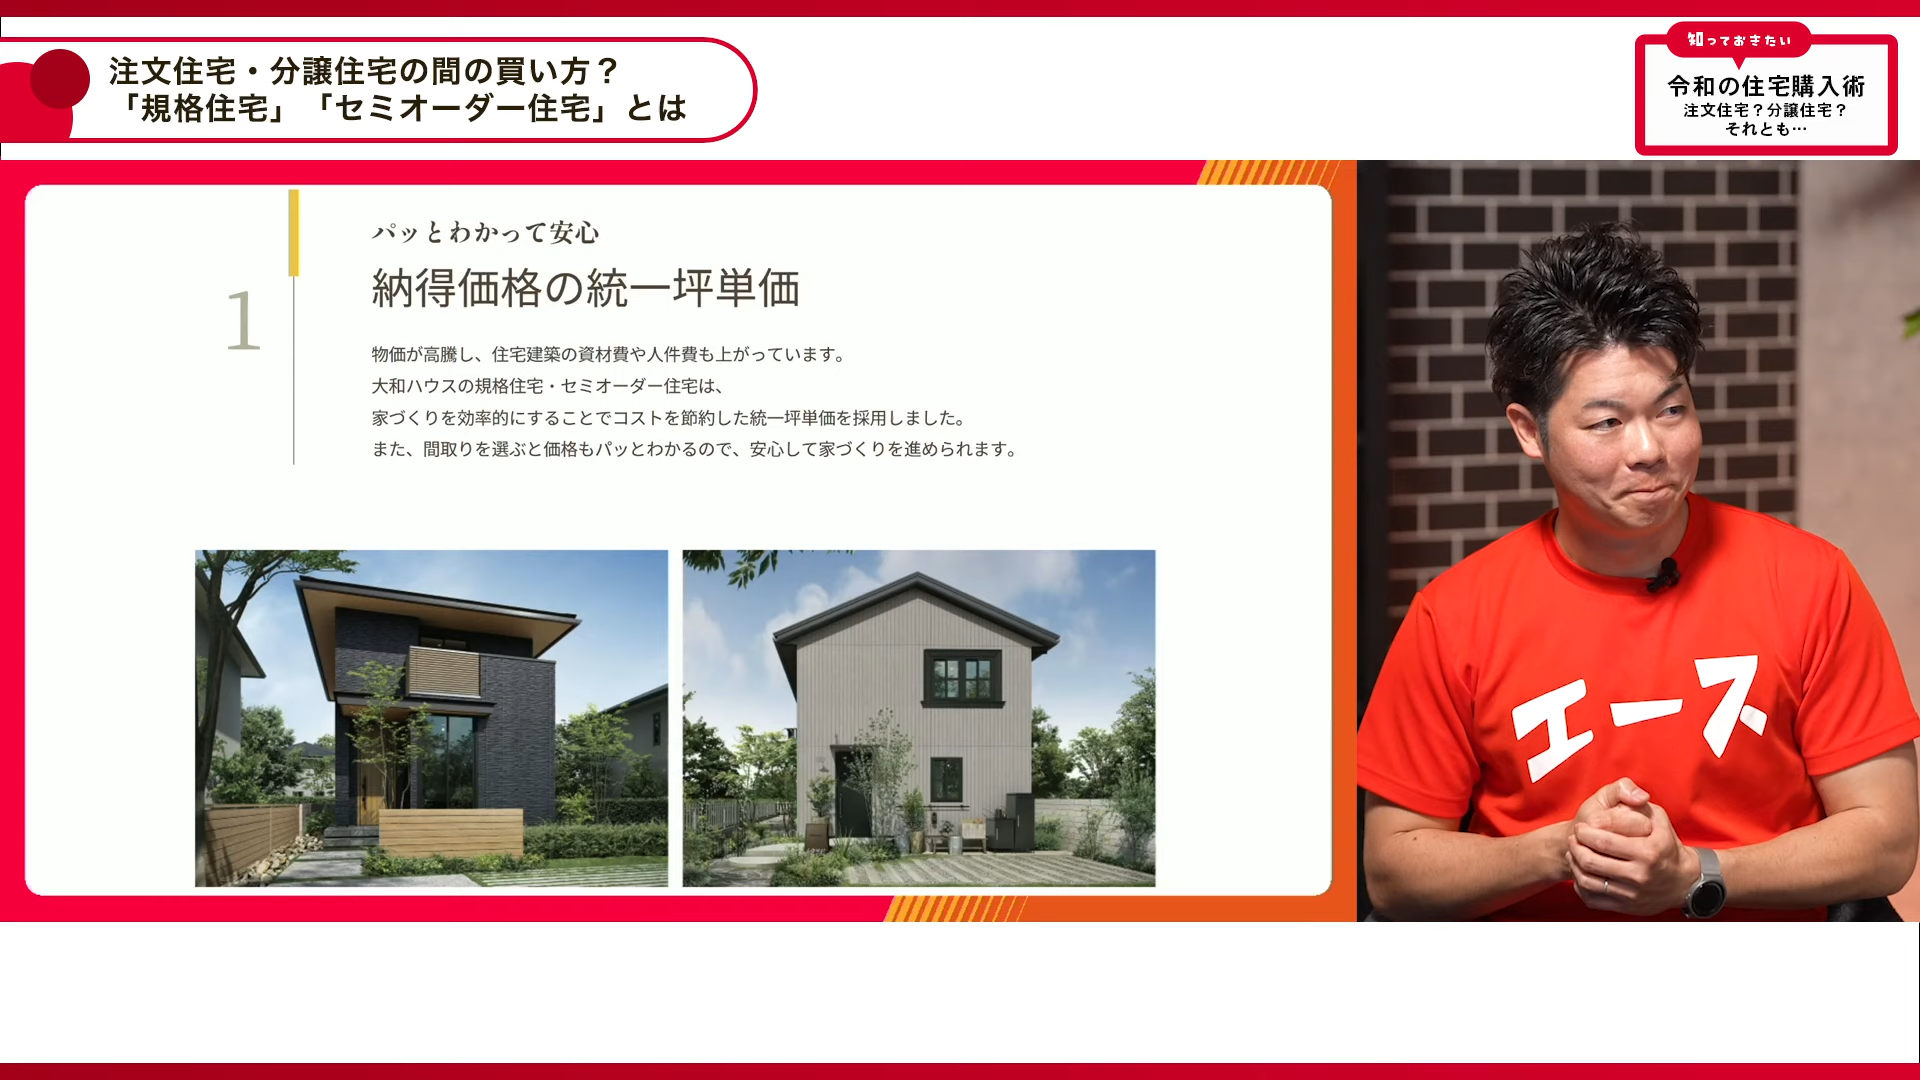 注文住宅・分譲住宅の間の買い方？
「規格住宅」「セミオーダー住宅」とは
知っておきたい
令和の住宅購入術
注文住宅？分譲住宅？
それとも…
1
パッとわかって安心
納得価格の統一坪単価
物価が高騰し、住宅建築の資材費や人件費も上がっています。
大和ハウスの規格住宅・セミオーダー住宅は、
家づくりを効率的にすることでコストを節約した統一坪単価を採用しました。
また、間取りを選ぶと価格もパッとわかるので、安心して家づくりを進められます。
エース